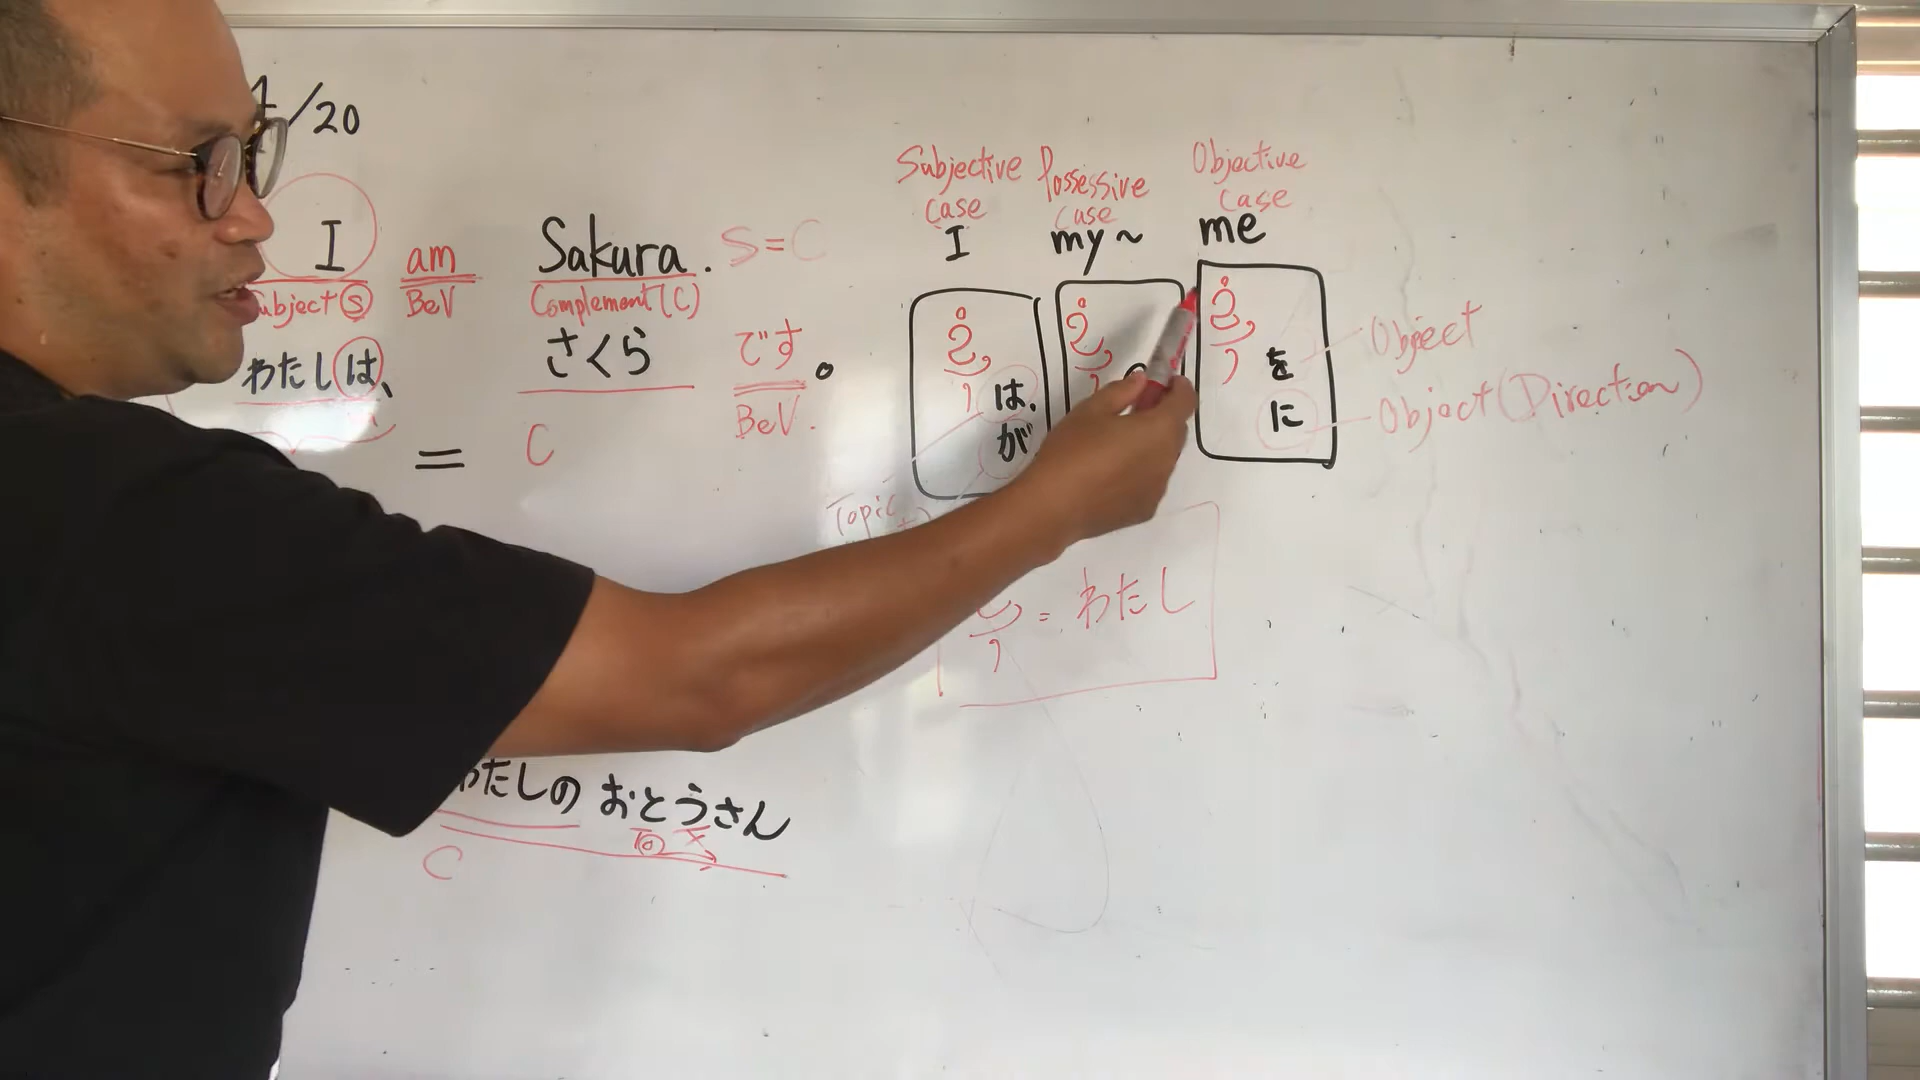 4/20
I am Sakura. S=C
Subject(S) BeV Complement(C)
わたしは、 さくら です。
= C BeV.
Subjective Case Possessive Case Objective Case
I my~ me
は、
が
を Object
に Object(Direction)
Topic
= わたし
わたしの おとうさん
C